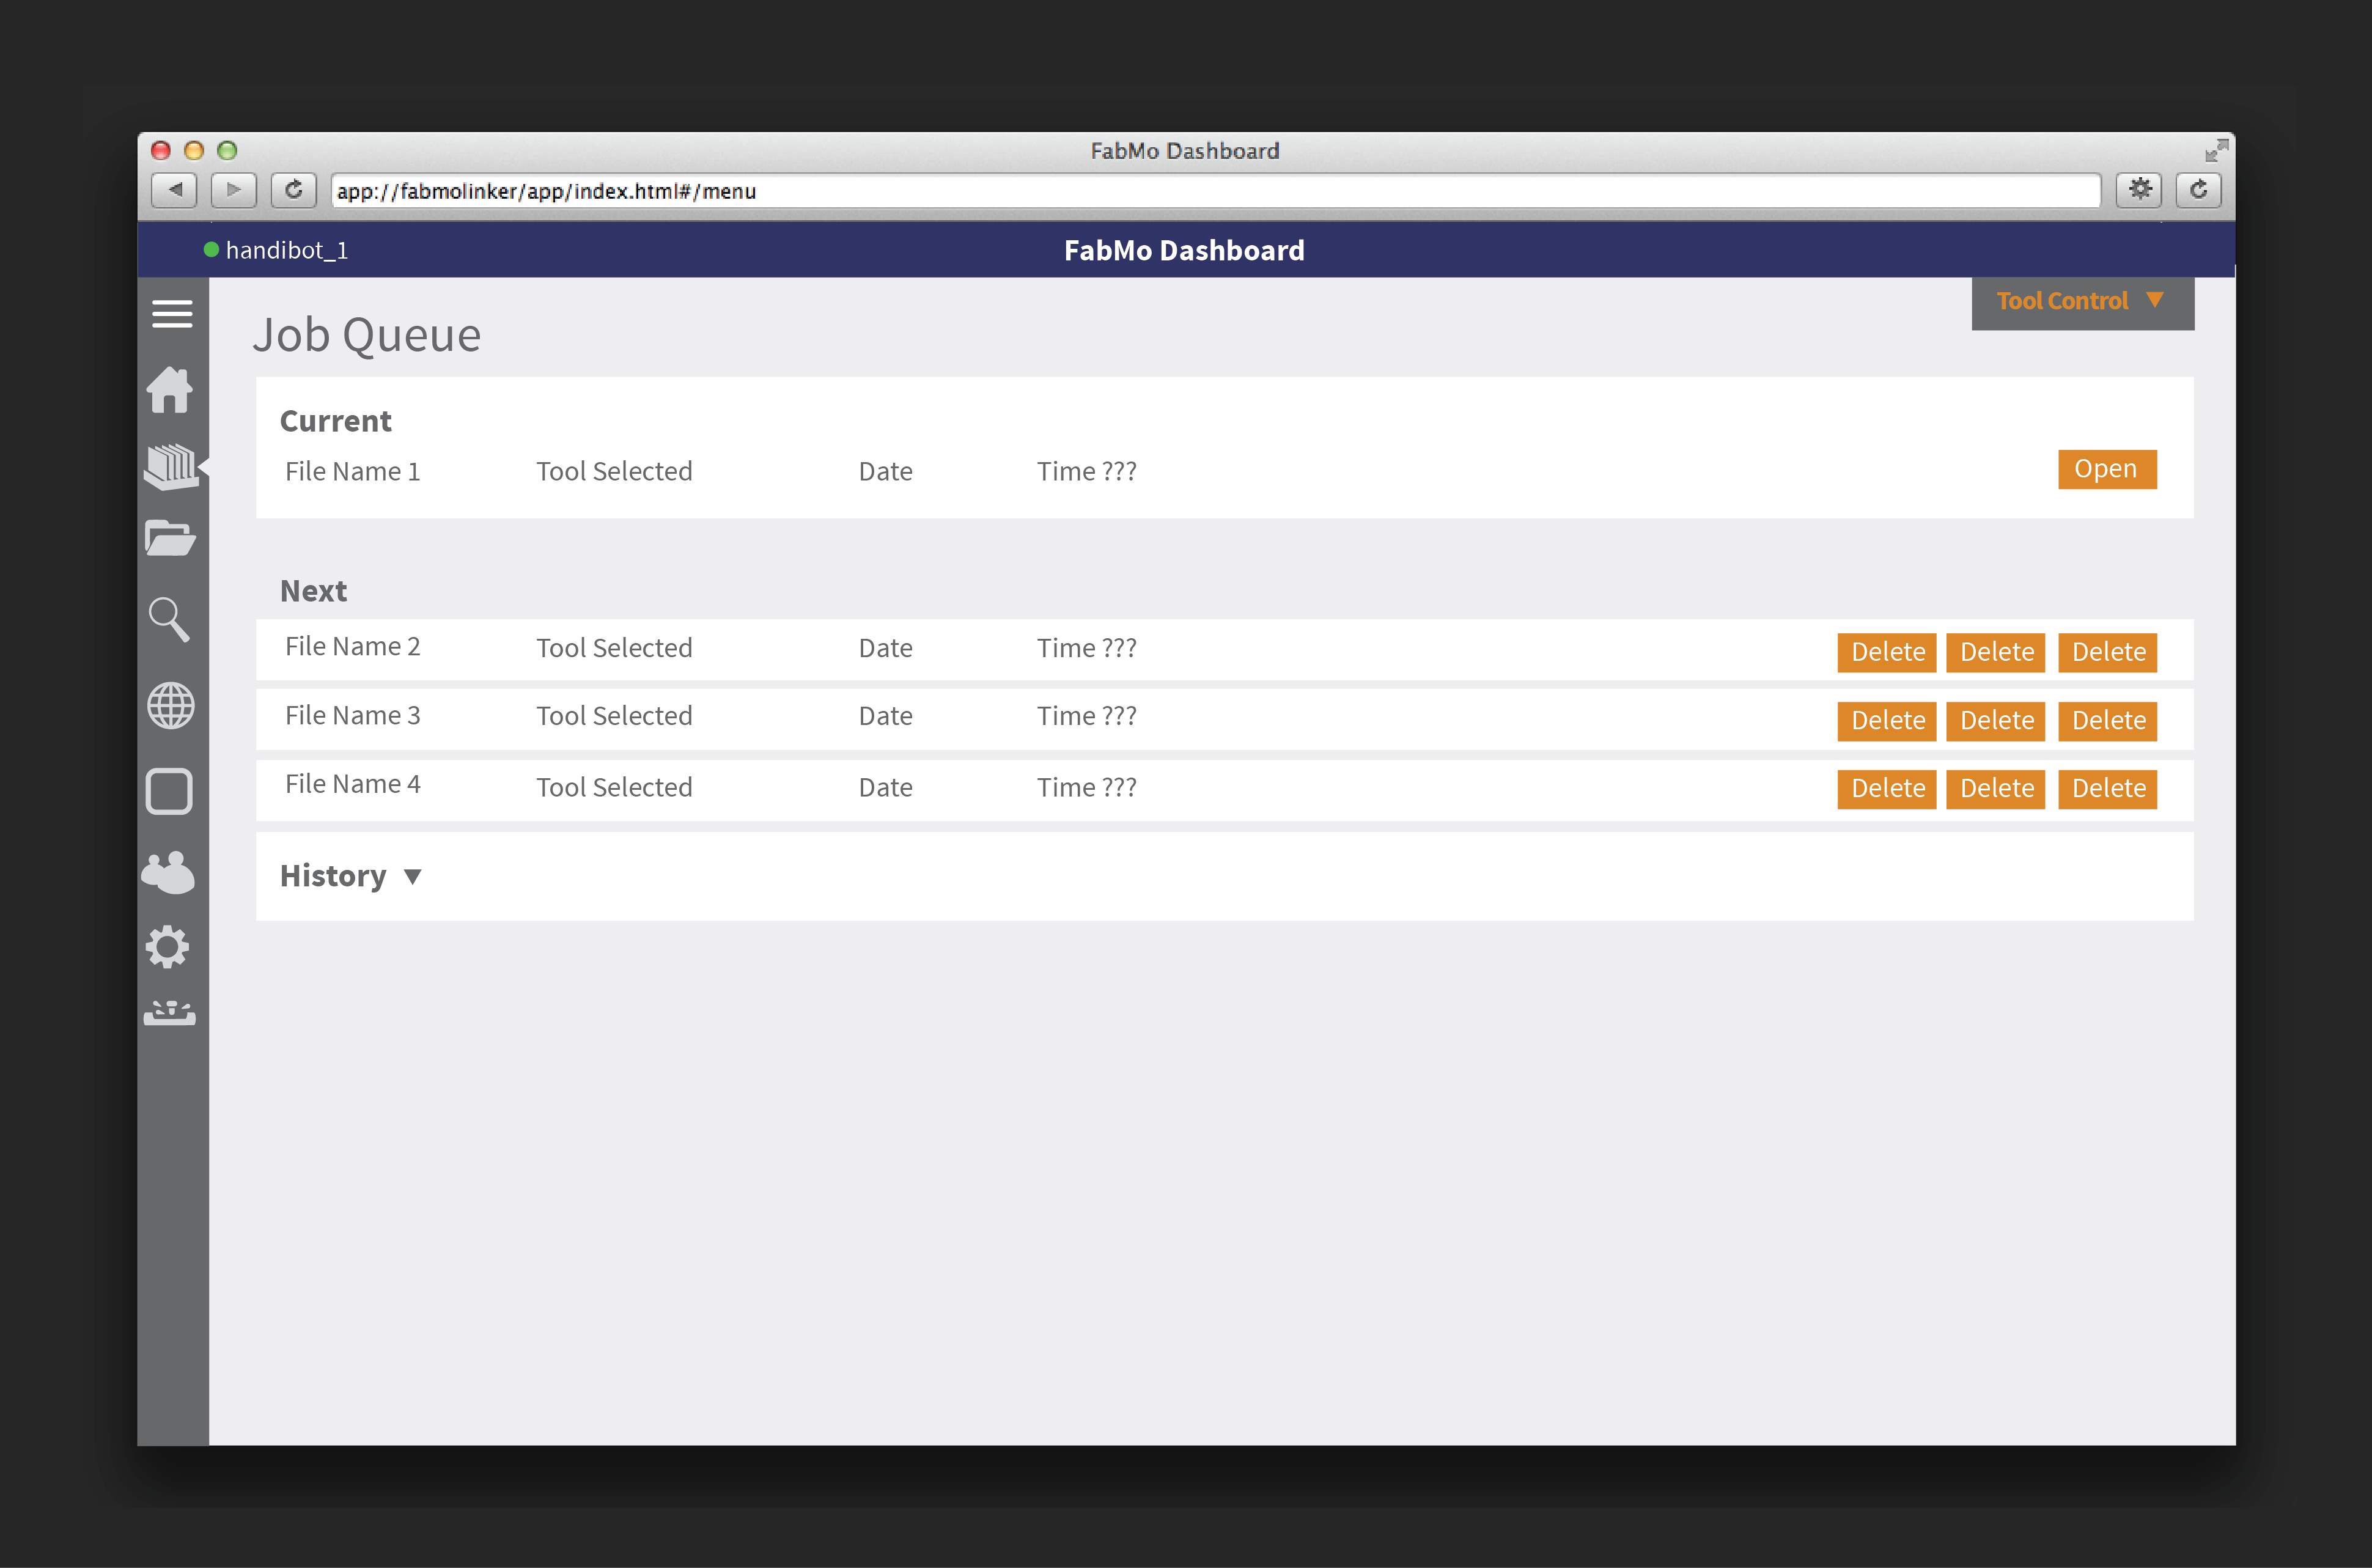 FabMo Dashboard
app://fabmolinker/app/index.html#/menu
handibot_1 FabMo Dashboard
Tool Control ▼
Job Queue
Current
File Name 1 Tool Selected Date Time ??? Open
Next
File Name 2 Tool Selected Date Time ??? Delete Delete Delete
File Name 3 Tool Selected Date Time ??? Delete Delete Delete
File Name 4 Tool Selected Date Time ??? Delete Delete Delete
History ▼